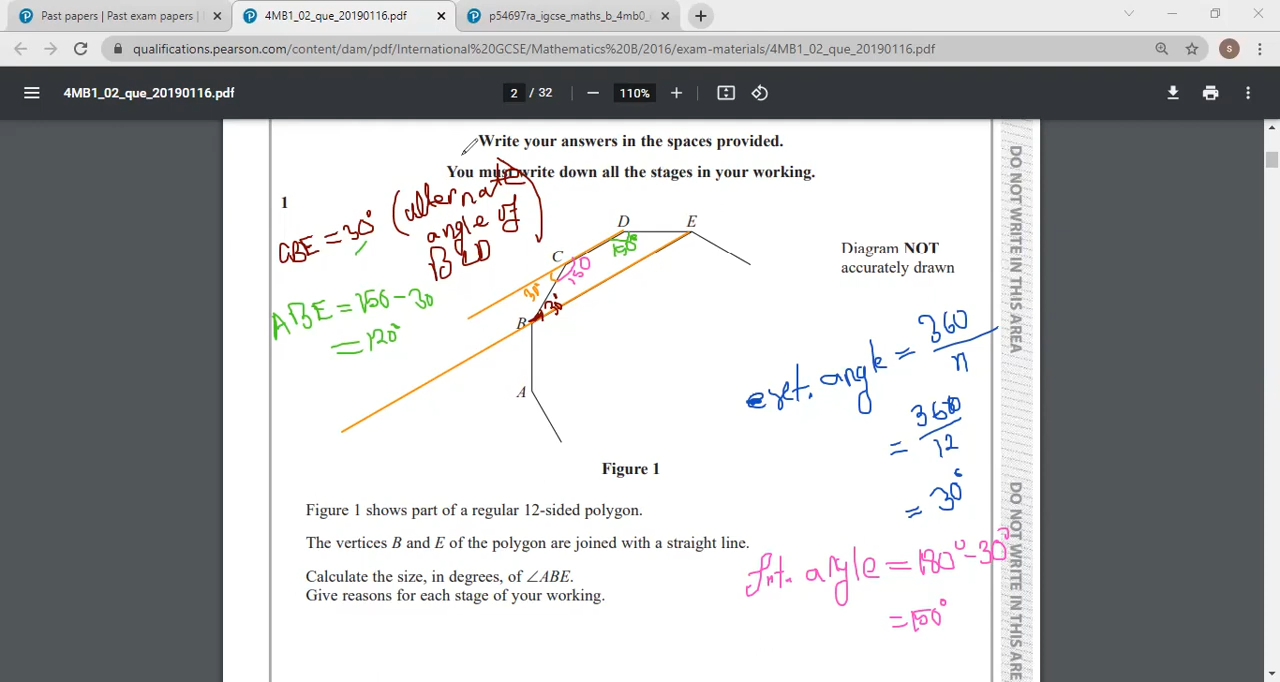 Past papers | Past exam papers |
4MB1_02_que_20190116.pdf
p54697ra_igcse_maths_b_4mb0_
qualifications.pearson.com/content/dam/pdf/International%20GCSE/Mathematics%20B/2016/exam-materials/4MB1_02_que_20190116.pdf
S
4MB1_02_que_20190116.pdf
2 / 32
110%
Write your answers in the spaces provided.
You must write down all the stages in your working.
1
CBE = 30° (alternate
angle of
ABE = 150 - 30
= 120°
D
E
C
B
A
150°
150
30°
30°
Diagram NOT
accurately drawn
ext. angle = 360
n
= 360
12
= 30°
Figure 1
Figure 1 shows part of a regular 12-sided polygon.
The vertices B and E of the polygon are joined with a straight line.
Calculate the size, in degrees, of ∠ABE.
Give reasons for each stage of your working.
Int. angle = 180° - 30°
= 150°
DO NOT WRITE IN THIS AREA
DO NOT WRITE IN THIS ARE